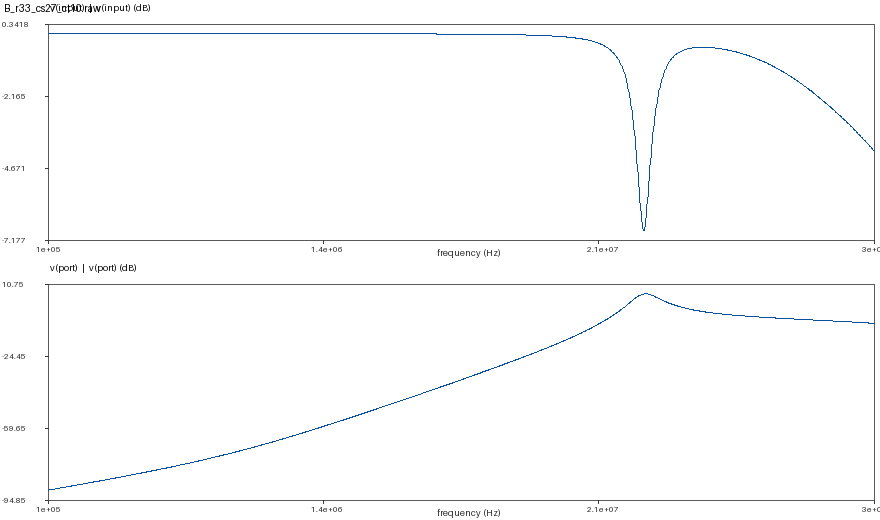 v(input) (dB)
0.3418
-2.165
-4.671
-7.177
1e+05
1.4e+06
2.1e+07
3e+0
frequency (Hz)
v(port) | v(port) (dB)
10.75
-24.45
-59.65
-94.85
1e+05
1.4e+06
2.1e+07
3e+0
frequency (Hz)